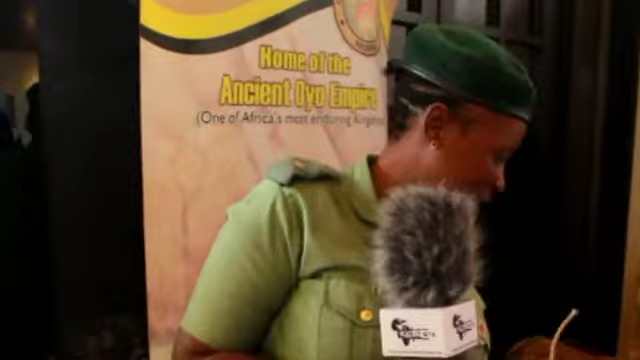 Home of the
Ancient Oyo Empire
(One of Africa's most enduring Kingdoms